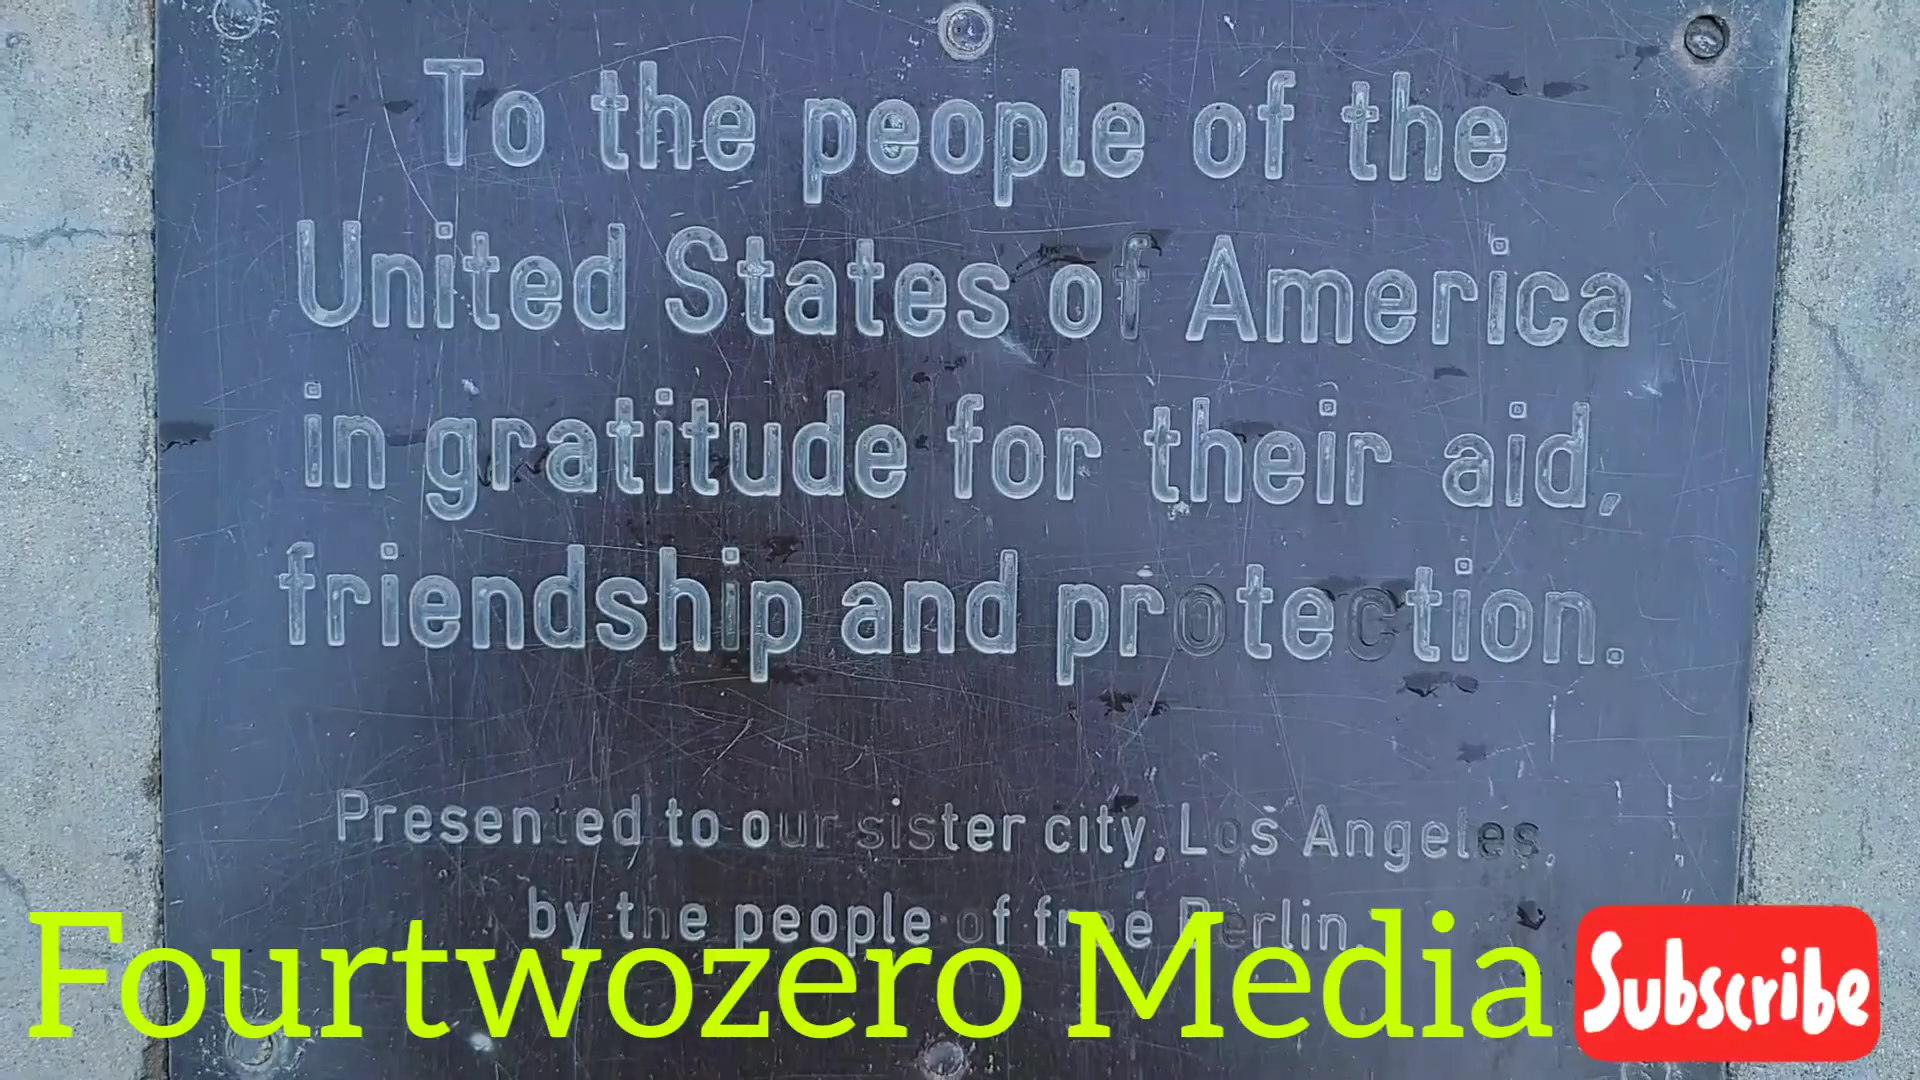 To the people of the
United States of America
in gratitude for their aid,
friendship and protection.
Presented to our sister city, Los Angeles,
by the people of free Berlin.
Fourtwozero Media
Subscribe